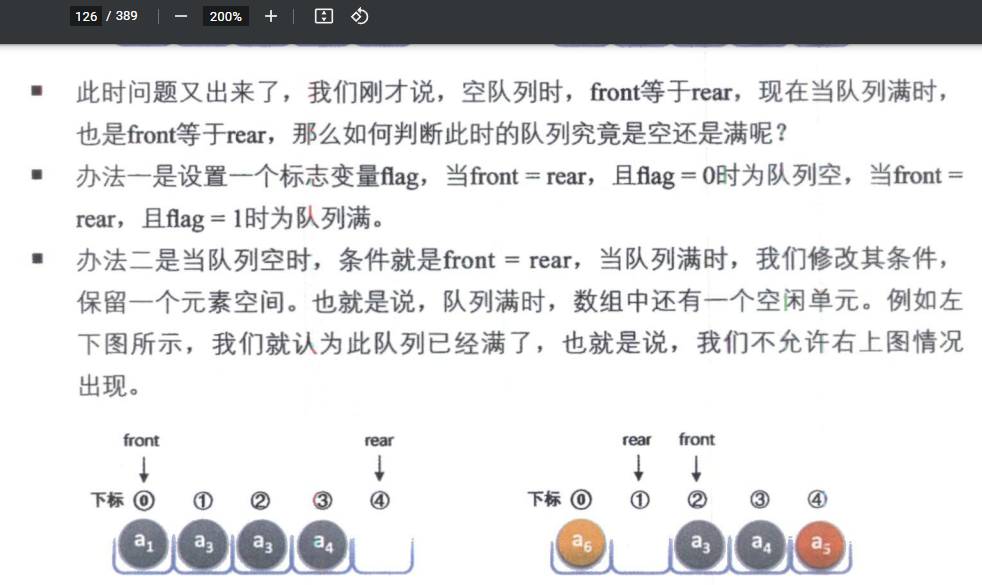 126 / 389
200%
此时问题又出来了，我们刚才说，空队列时，front等于rear，现在当队列满时，
也是front等于rear，那么如何判断此时的队列究竟是空还是满呢？
办法一是设置一个标志变量flag，当front = rear，且flag = 0时为队列空，当front =
rear，且flag = 1时为队列满。
办法二是当队列空时，条件就是front = rear，当队列满时，我们修改其条件，
保留一个元素空间。也就是说，队列满时，数组中还有一个空闲单元。例如左
下图所示，我们就认为此队列已经满了，也就是说，我们不允许右上图情况
出现。
front rear
下标 ⓪ ① ② ③ ④
a1 a3 a3 a4
rear front
下标 ⓪ ① ② ③ ④
a6 a3 a4 a5